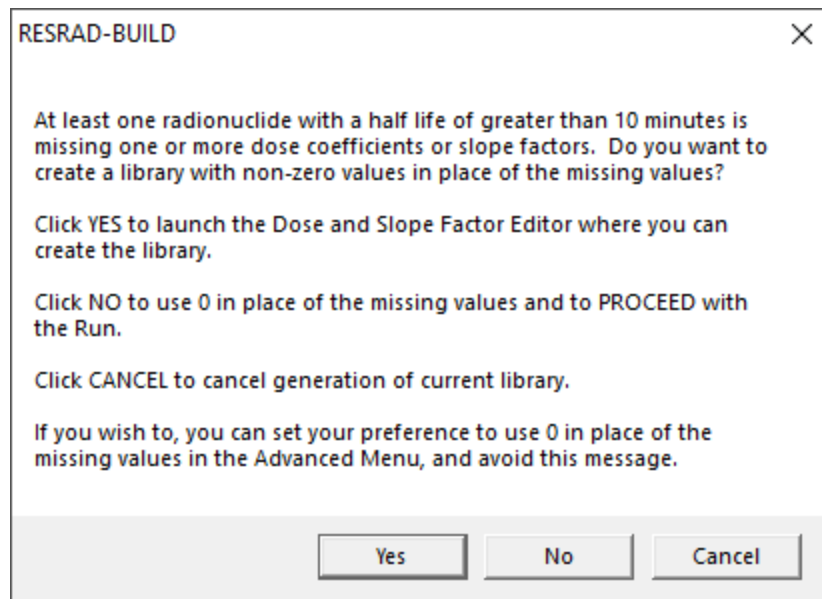 RESRAD-BUILD
At least one radionuclide with a half life of greater than 10 minutes is
missing one or more dose coefficients or slope factors.  Do you want to
create a library with non-zero values in place of the missing values?
Click YES to launch the Dose and Slope Factor Editor where you can
create the library.
Click NO to use 0 in place of the missing values and to PROCEED with
the Run.
Click CANCEL to cancel generation of current library.
If you wish to, you can set your preference to use 0 in place of the
missing values in the Advanced Menu, and avoid this message.
Yes
No
Cancel